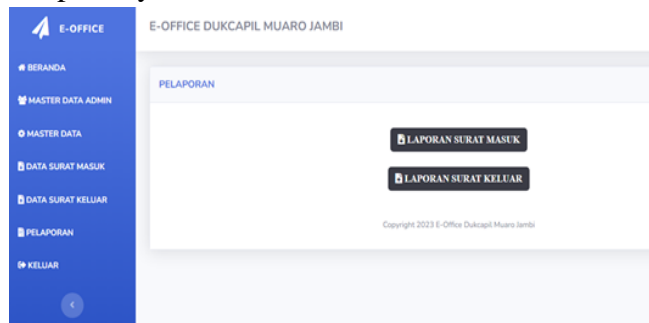 E-OFFICE
E-OFFICE DUKCAPIL MUARO JAMBI
BERANDA
MASTER DATA ADMIN
MASTER DATA
DATA SURAT MASUK
DATA SURAT KELUAR
PELAPORAN
KELUAR
PELAPORAN
LAPORAN SURAT MASUK
LAPORAN SURAT KELUAR
Copyright 2023 E-Office Dukcapil Muaro Jambi